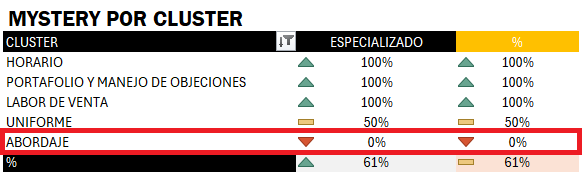 MYSTERY POR CLUSTER
CLUSTER ESPECIALIZADO %
HORARIO 100% 100%
PORTAFOLIO Y MANEJO DE OBJECIONES 100% 100%
LABOR DE VENTA 100% 100%
UNIFORME 50% 50%
ABORDAJE 0% 0%
% 61% 61%